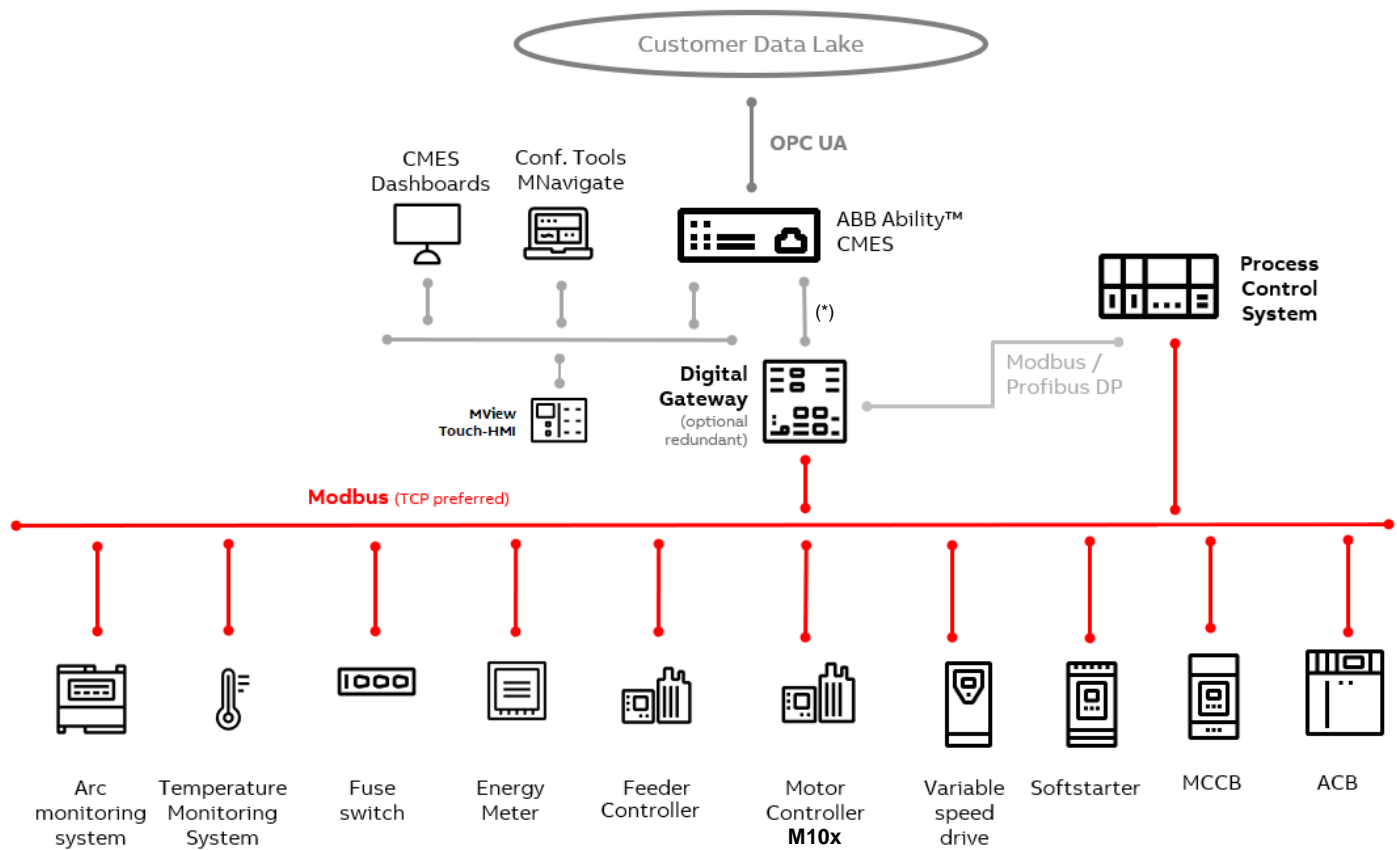 Customer Data Lake
OPC UA
CMES
Dashboards
Conf. Tools
MNavigate
ABB Ability™
CMES
Process
Control
System
(*)
Modbus /
Profibus DP
Digital
Gateway
(optional
redundant)
MView
Touch-HMI
Modbus (TCP preferred)
Arc
monitoring
system
Temperature
Monitoring
System
Fuse
switch
Energy
Meter
Feeder
Controller
Motor
Controller
M10x
Variable
speed
drive
Softstarter
MCCB
ACB